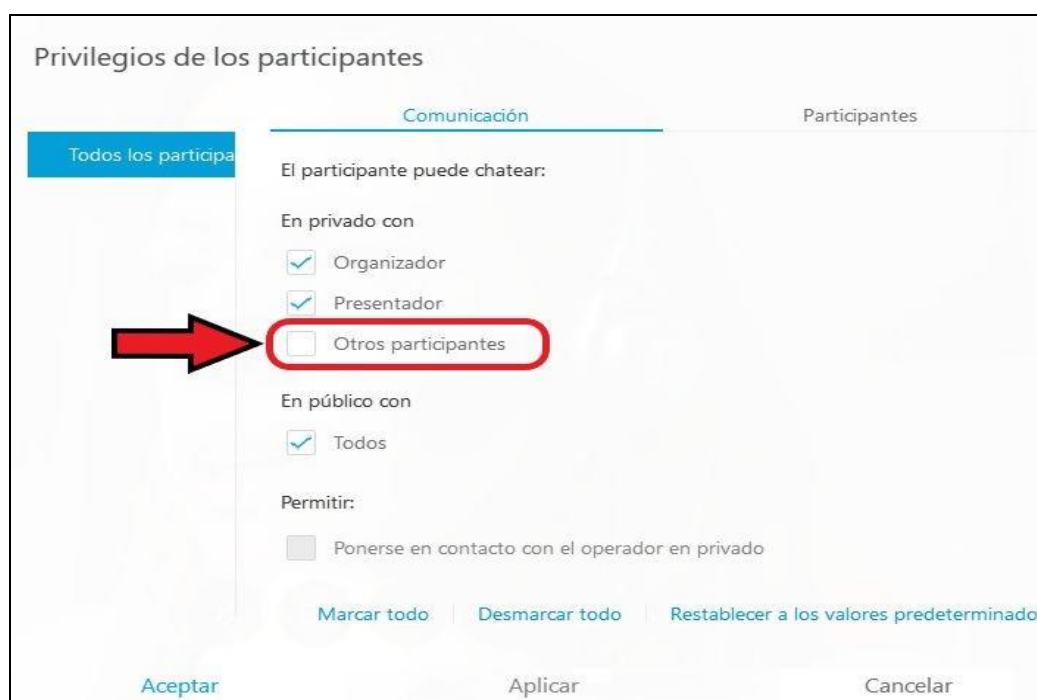 Privilegios de los participantes
Comunicación Participantes
Todos los participa
El participante puede chatear:
En privado con
Organizador
Presentador
Otros participantes
En público con
Todos
Permitir:
Ponerse en contacto con el operador en privado
Marcar todo Desmarcar todo Restablecer a los valores predeterminado
Aceptar Aplicar Cancelar